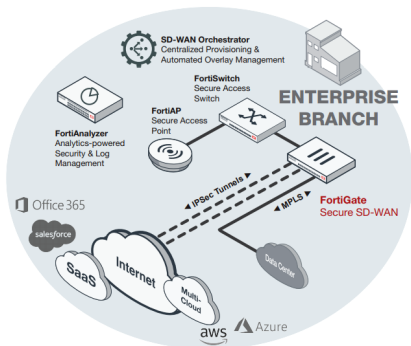 SD-WAN Orchestrator
Centralized Provisioning &
Automated Overlay Management
FortiSwitch
Secure Access
Switch
ENTERPRISE
BRANCH
FortiAP
Secure Access
Point
FortiAnalyzer
Analytics-powered
Security & Log
Management
IPSec Tunnels
MPLS
FortiGate
Secure SD-WAN
Office 365
salesforce
SaaS
Internet
Multi-
Cloud
Data Center
aws
Azure